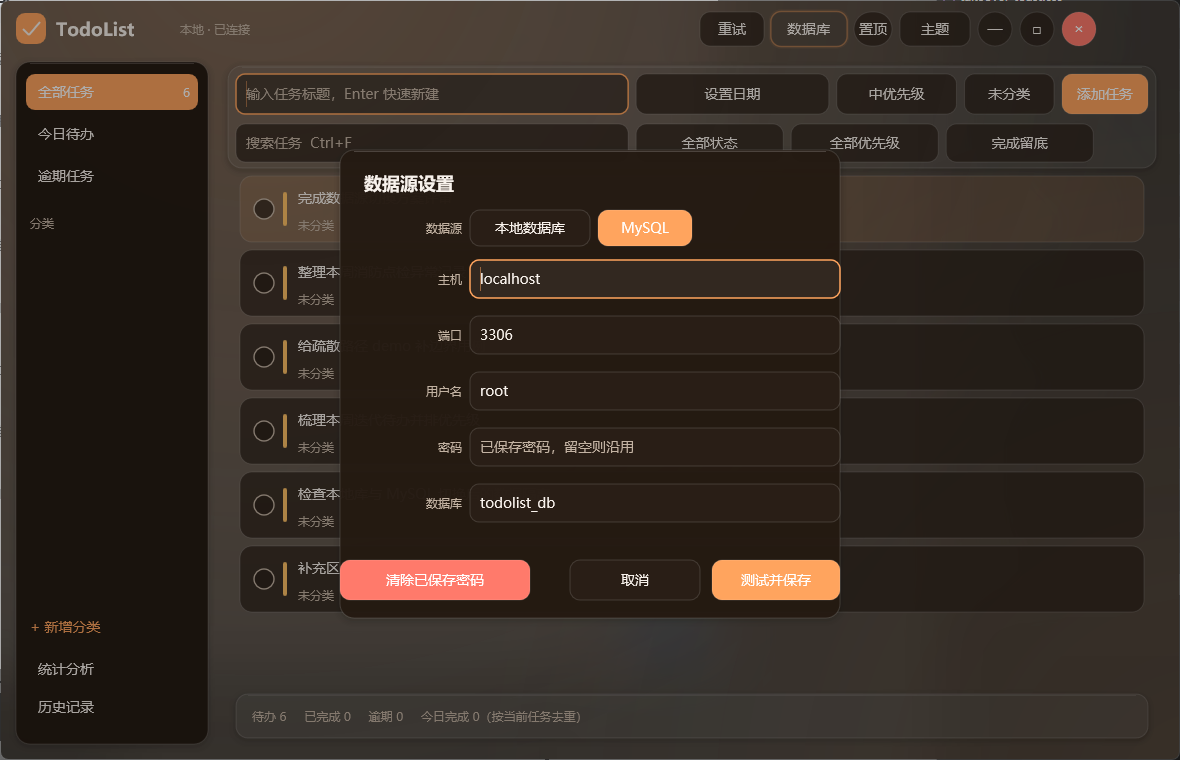 TodoList
本地 · 已连接
重试
数据库
置顶
主题
全部任务 6
今日待办
逾期任务
分类
输入任务标题，Enter 快速新建
设置日期
中优先级
未分类
添加任务
搜索任务 Ctrl+F
全部状态
全部优先级
完成留底
完成数
未分类
整理本
未分类
给疏散
未分类
梳理本
未分类
检查本
未分类
补充区
未分类
数据源设置
数据源 本地数据库 MySQL
主机 localhost
端口 3306
用户名 root
密码 已保存密码，留空则沿用
数据库 todolist_db
清除已保存密码
取消
测试并保存
+ 新增分类
统计分析
历史记录
待办 6 已完成 0 逾期 0 今日完成 0（按当前任务去重）